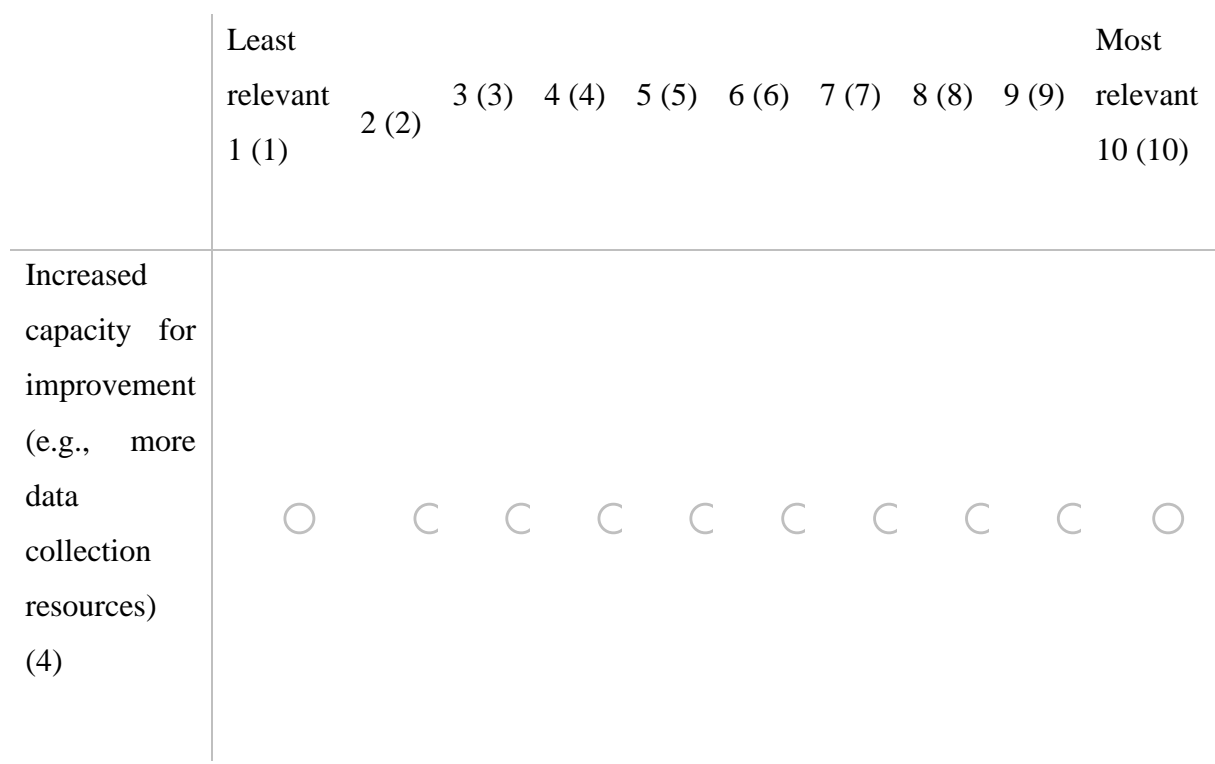 Least relevant 1 (1)
2 (2)
3 (3)
4 (4)
5 (5)
6 (6)
7 (7)
8 (8)
9 (9)
Most relevant 10 (10)
Increased
capacity for
improvement
(e.g., more
data
collection
resources)
(4)